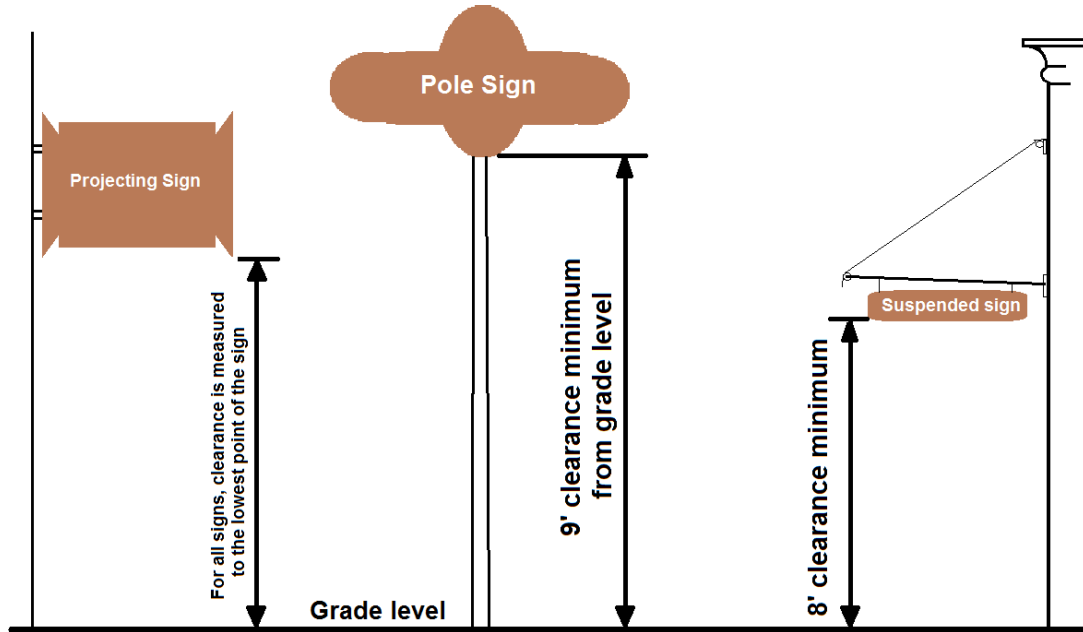 Pole Sign
Projecting Sign
For all signs, clearance is measured
to the lowest point of the sign
9' clearance minimum
from grade level
Suspended sign
8' clearance minimum
Grade level